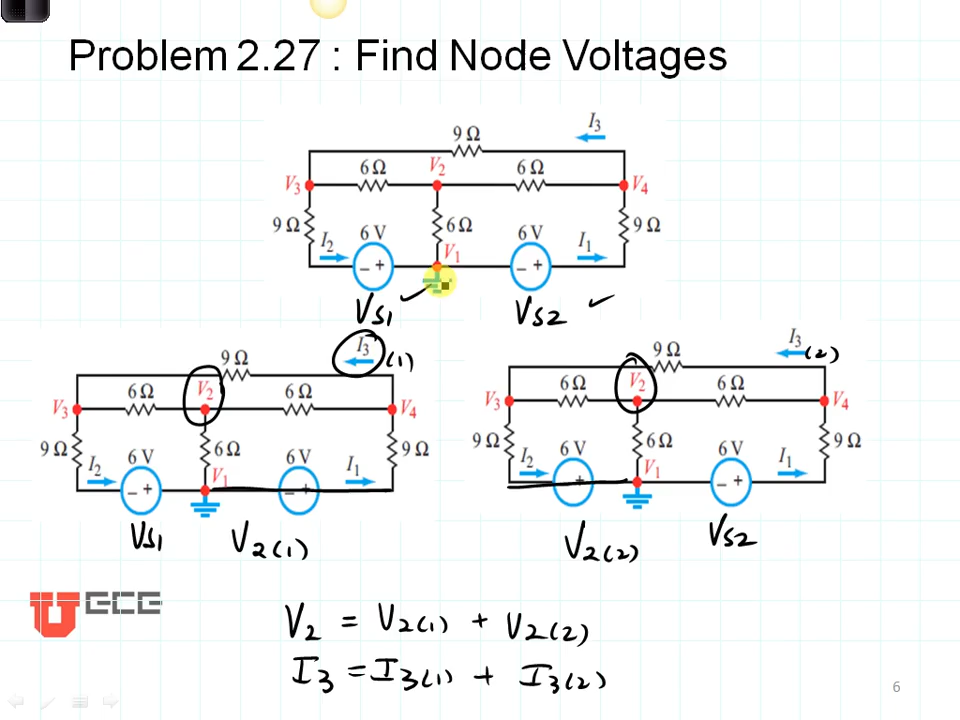 Problem 2.27 : Find Node Voltages
I3
9 Ω
6 Ω V2 6 Ω
V3 V4
9 Ω 6 Ω 9 Ω
I2 6 V V1 6 V I1
VS1 VS2
I3 (1)
9 Ω
6 Ω V2 6 Ω
V3 V4
9 Ω 6 Ω 9 Ω
I2 6 V V1 6 V I1
VS1 V2(1)
I3 (2)
9 Ω
6 Ω V2 6 Ω
V3 V4
9 Ω 6 Ω 9 Ω
I2 6 V V1 6 V I1
V2(2) VS2
U ECE
V2 = V2(1) + V2(2)
I3 = I3(1) + I3(2)
6